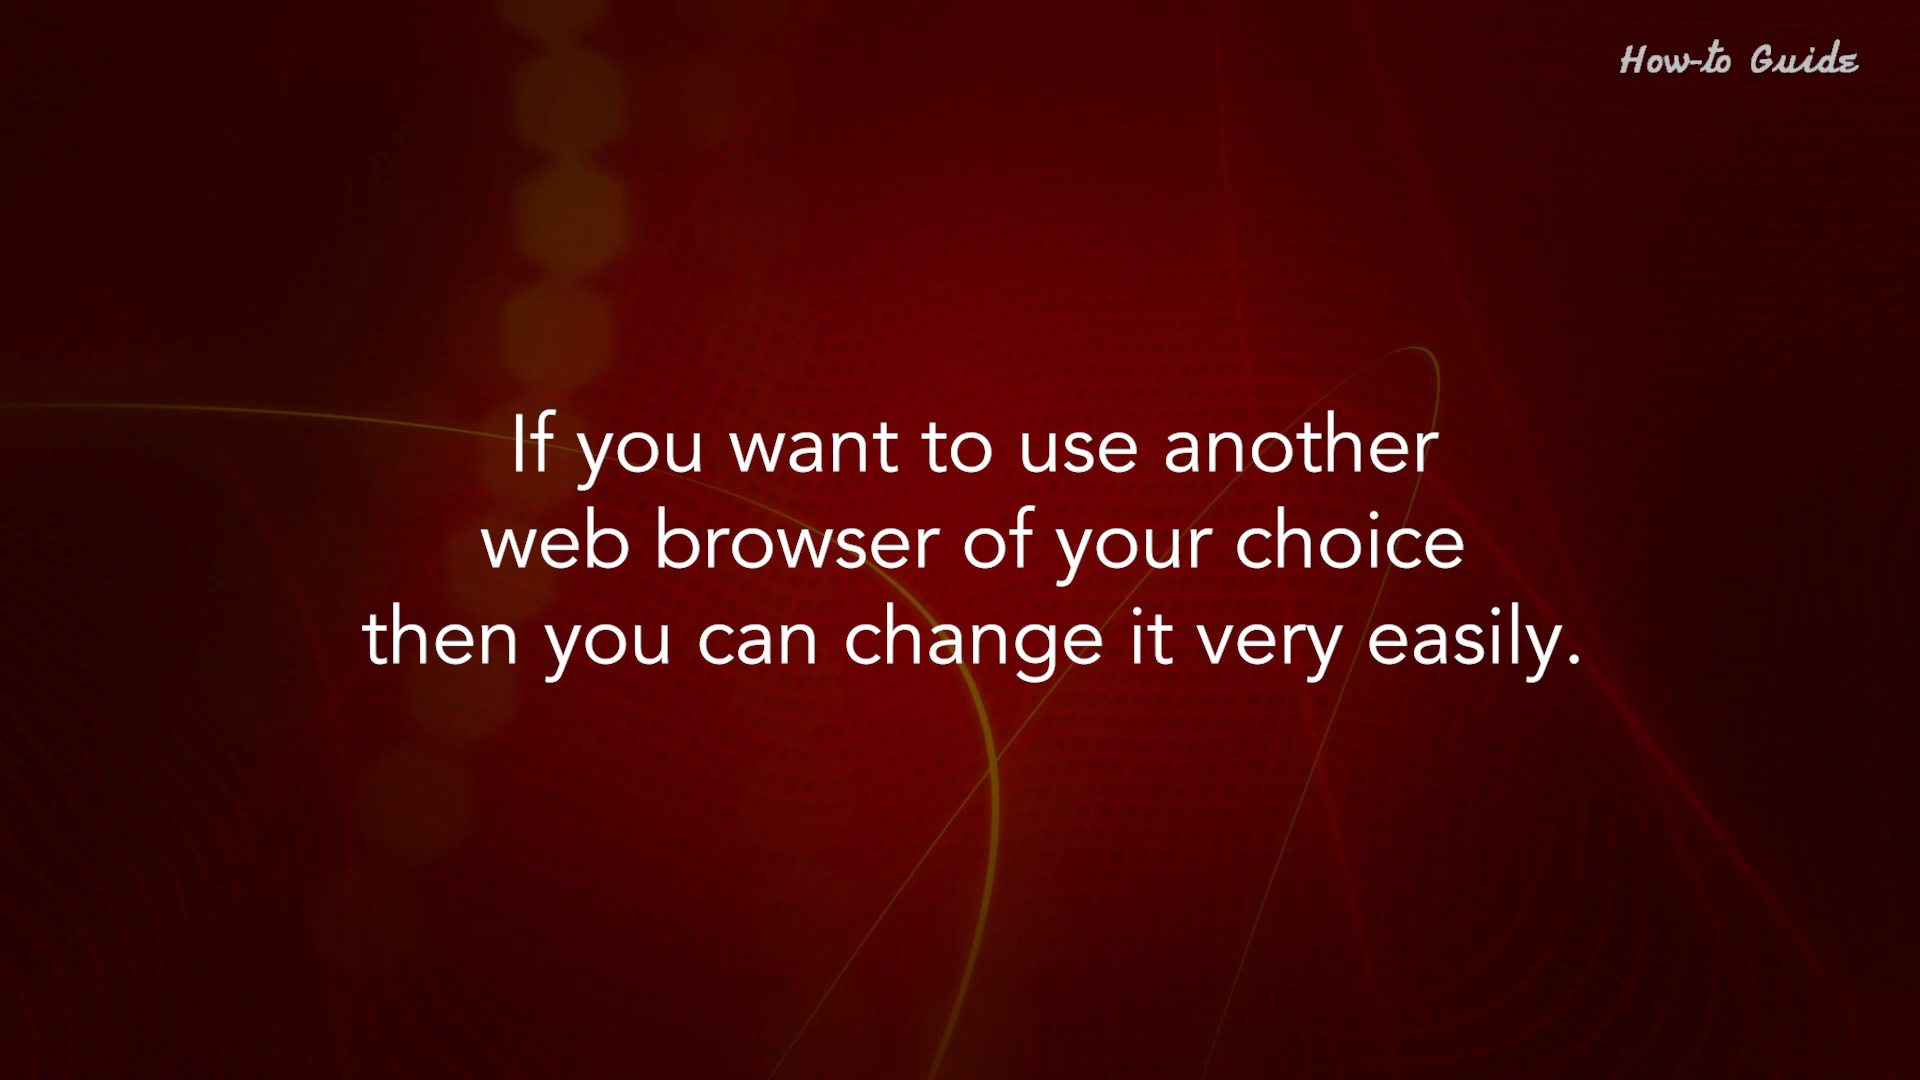 How-to Guide
If you want to use another
web browser of your choice
then you can change it very easily.